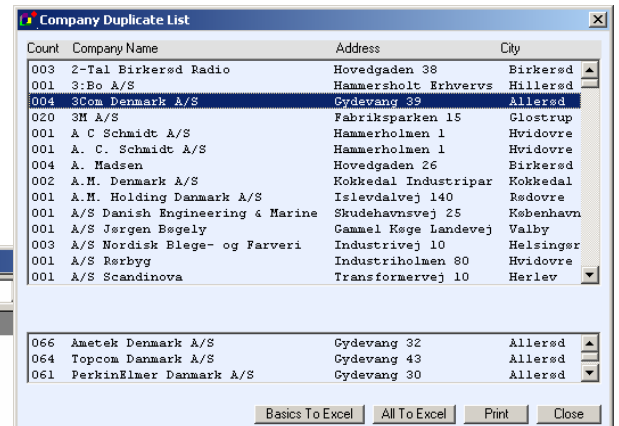 Company Duplicate List
Count Company Name Address City
003 2-Tal Birkerød Radio Hovedgaden 38 Birkerød
001 3:Bo A/S Hammersholt Erhvervs Hillerød
004 3Com Denmark A/S Gydevang 39 Allerød
020 3M A/S Fabriksparken 15 Glostrup
001 A C Schmidt A/S Hammerholmen 1 Hvidovre
001 A. C. Schmidt A/S Hammerholmen 1 Hvidovre
004 A. Madsen Hovedgaden 26 Birkerød
002 A.M. Denmark A/S Kokkedal Industripar Kokkedal
001 A.M. Holding Danmark A/S Islevdalvej 140 Rødovre
001 A/S Danish Engineering & Marine Skudehavnsvej 25 København
001 A/S Jørgen Bøgely Gammel Køge Landevej Valby
003 A/S Nordisk Blege- og Farveri Industrivej 10 Helsingør
001 A/S Rørbyg Industriholmen 80 Hvidovre
001 A/S Scandinova Transformervej 10 Herlev
066 Ametek Denmark A/S Gydevang 32 Allerød
064 Topcom Danmark A/S Gydevang 43 Allerød
061 PerkinElmer Danmark A/S Gydevang 30 Allerød
Basics To Excel All To Excel Print Close